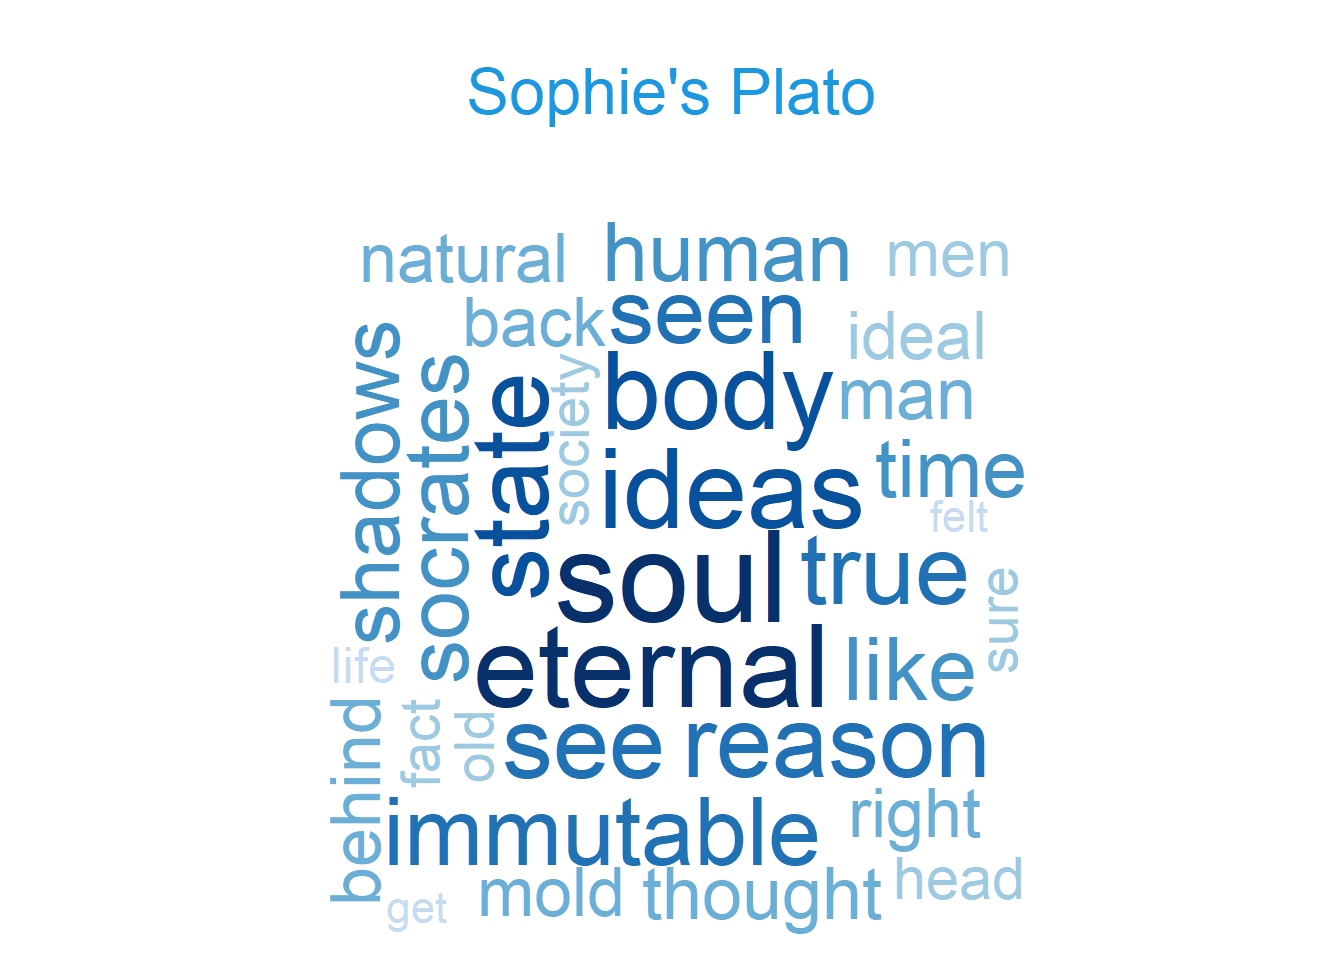 Sophie's Plato
natural
human
men
back
seen
ideal
shadows
socrates
state
society
body
man
ideas
time
felt
soul
true
sure
life
eternal
like
behind
fact
old
see
reason
immutable
right
get
mold
thought
head